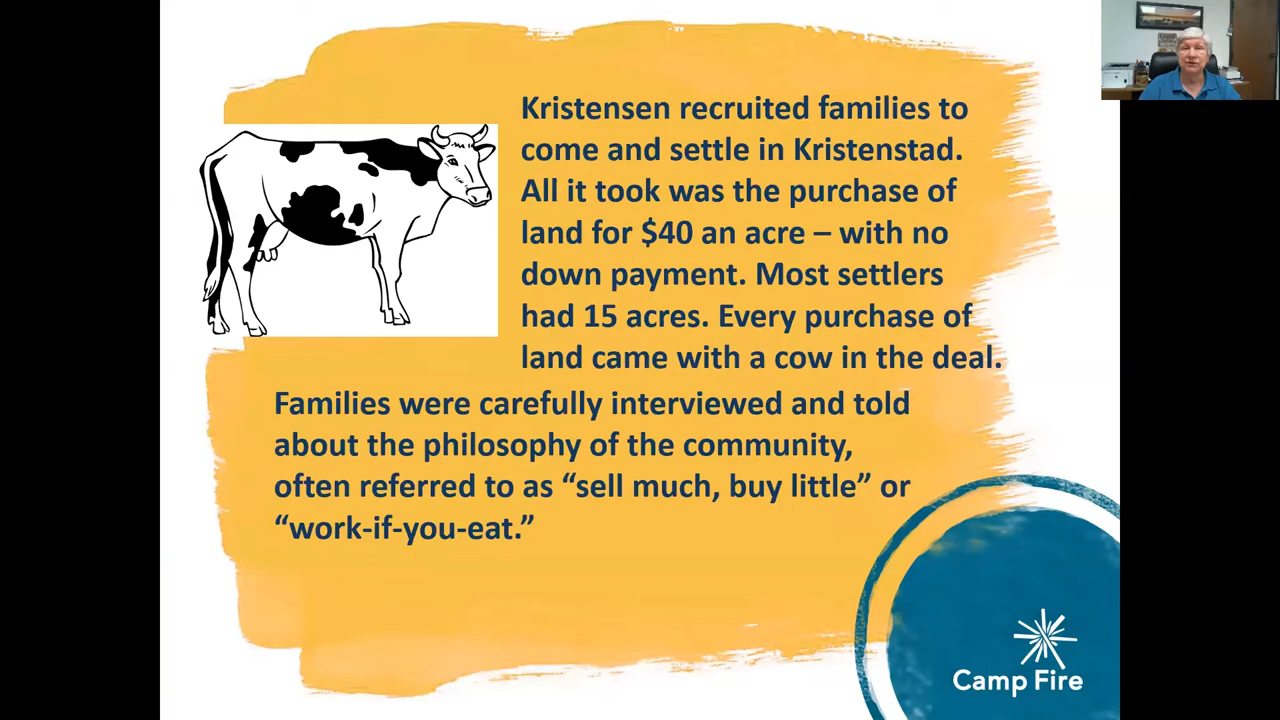 Kristensen recruited families to
come and settle in Kristenstad.
All it took was the purchase of
land for $40 an acre – with no
down payment. Most settlers
had 15 acres. Every purchase of
land came with a cow in the deal.
Families were carefully interviewed and told
about the philosophy of the community,
often referred to as “sell much, buy little” or
“work-if-you-eat.”
Camp Fire